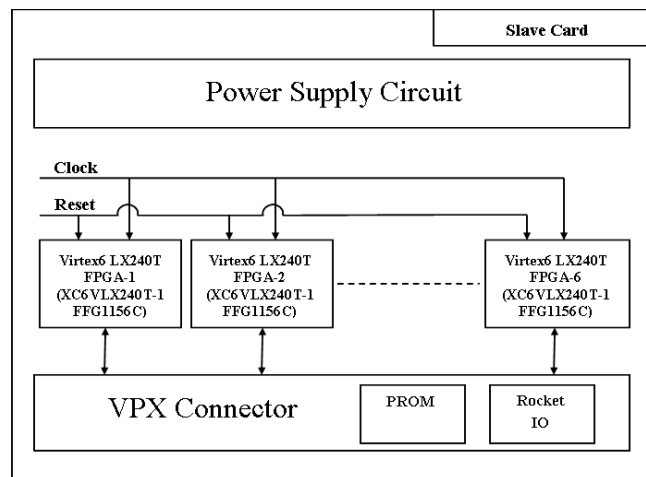 Slave Card
Power Supply Circuit
Clock
Reset
Virtex6 LX240T
FPGA-1
(XC6VLX240T-1
FFG1156C)
Virtex6 LX240T
FPGA-2
(XC6VLX240T-1
FFG1156C)
Virtex6 LX240T
FPGA-6
(XC6VLX240T-1
FFG1156C)
VPX Connector
PROM
Rocket
IO